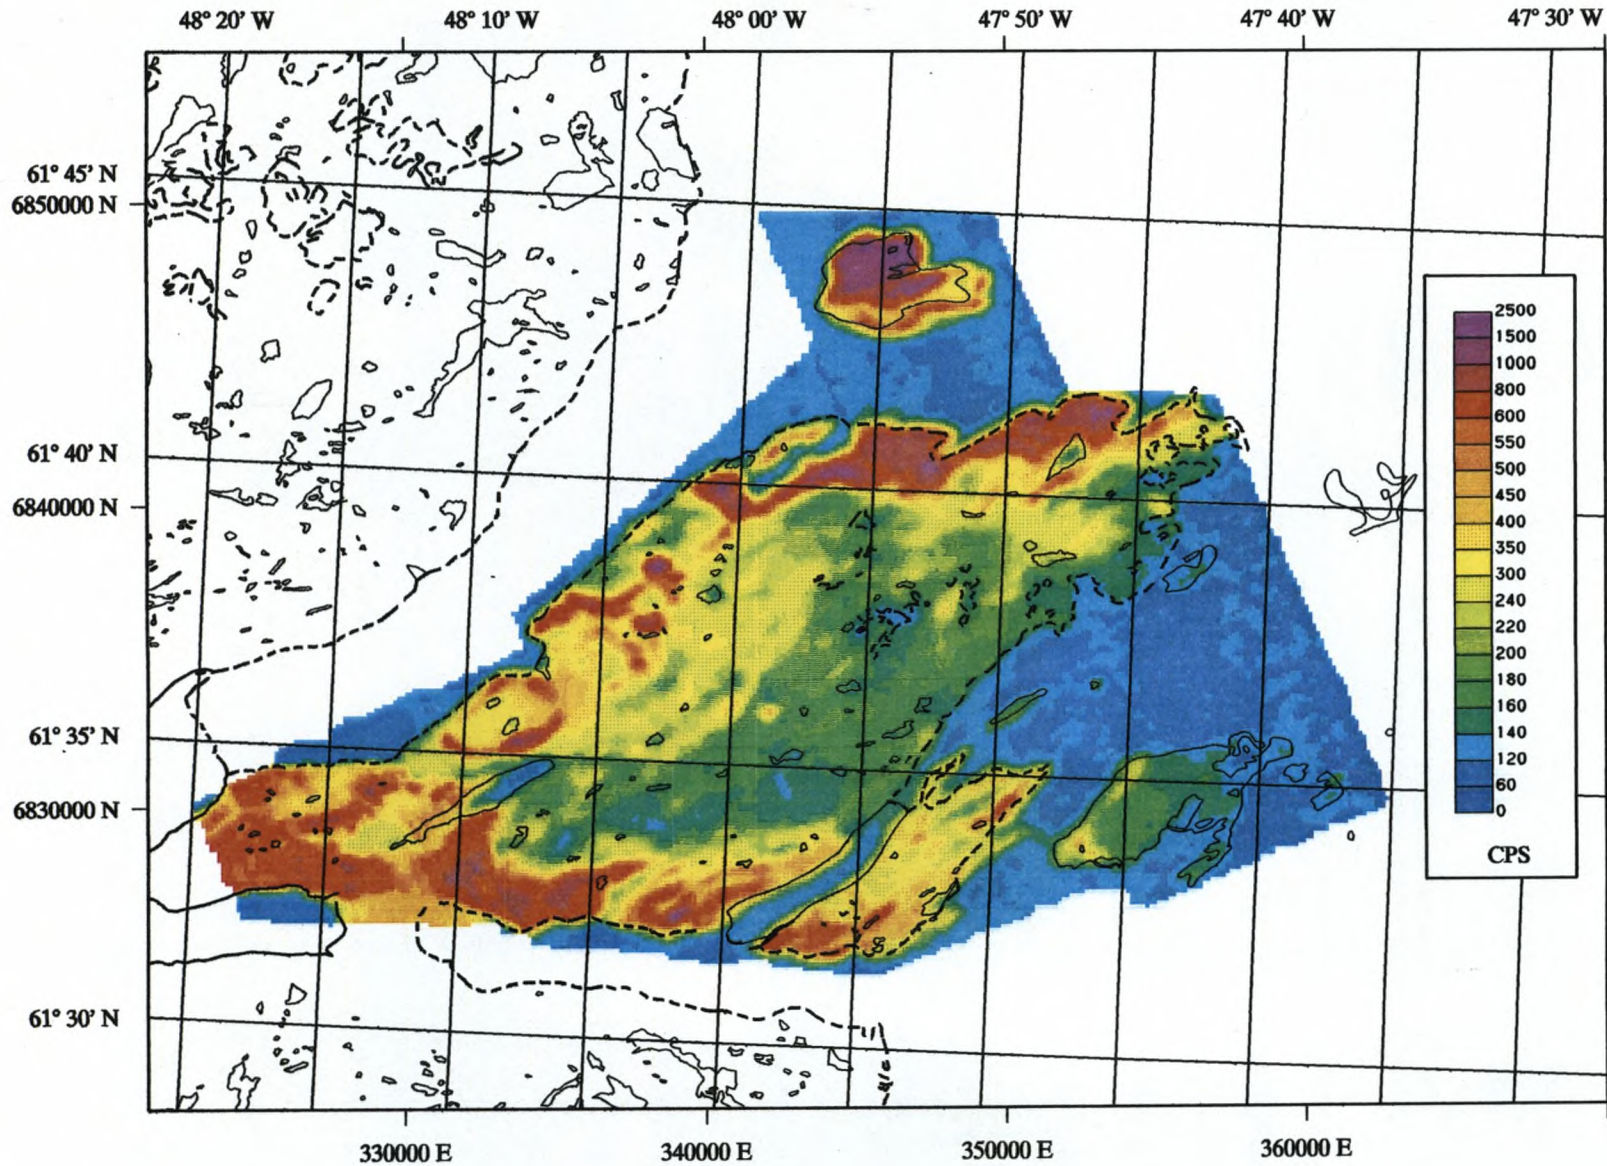 48° 20’ W 48° 10’ W 48° 00’ W 47° 50’ W 47° 40’ W 47° 30’ W
61° 45’ N
6850000 N
61° 40’ N
6840000 N
61° 35’ N
6830000 N
61° 30’ N
2500
1500
1000
800
600
550
500
450
400
350
300
240
220
200
180
160
140
120
60
0
CPS
330000 E 340000 E 350000 E 360000 E